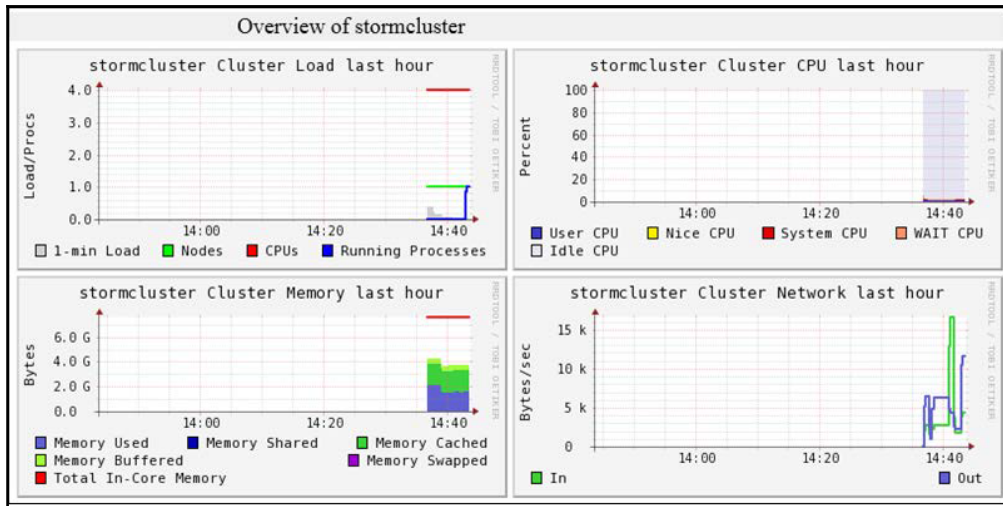 Overview of stormcluster
stormcluster Cluster Load last hour
RRDTOOL / TOBI OETIKER
Load/Procs
4.0
3.0
2.0
1.0
0.0
14:00 14:20 14:40
1-min Load Nodes CPUs Running Processes
stormcluster Cluster CPU last hour
RRDTOOL / TOBI OETIKER
Percent
100
80
60
40
20
0
14:00 14:20 14:40
User CPU Nice CPU System CPU WAIT CPU
Idle CPU
stormcluster Cluster Memory last hour
RRDTOOL / TOBI OETIKER
Bytes
6.0 G
4.0 G
2.0 G
0.0
14:00 14:20 14:40
Memory Used Memory Shared Memory Cached
Memory Buffered Memory Swapped
Total In-Core Memory
stormcluster Cluster Network last hour
RRDTOOL / TOBI OETIKER
Bytes/sec
15 k
10 k
5 k
0
14:00 14:20 14:40
In Out